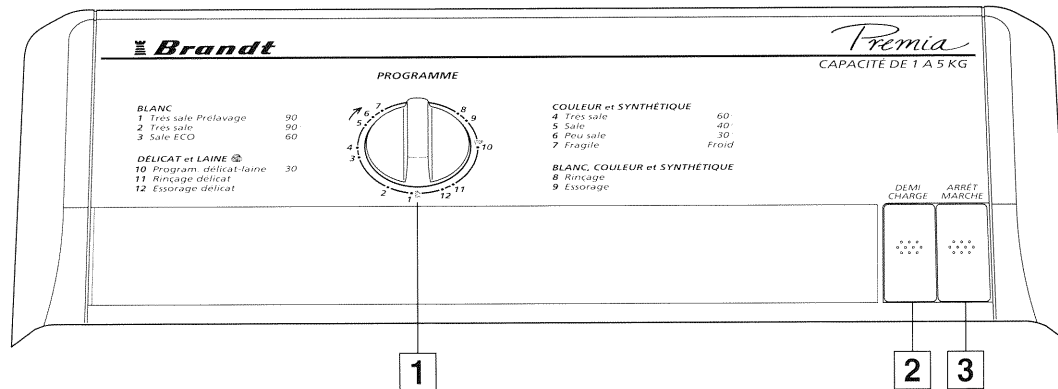 Brandt
Premia
CAPACITÉ DE 1 A 5 KG
PROGRAMME
BLANC
1 Très sale Prélavage 90
2 Très sale 90°
3 Sale ECO 60
DÉLICAT et LAINE
10 Program. délicat-laine 30
11 Rinçage délicat
12 Essorage délicat
7
6
5
4
3
2
1
12
11
10
9
8
COULEUR et SYNTHÉTIQUE
4 Très sale 60°
5 Sale 40°
6 Peu sale 30°
7 Fragile Froid
BLANC, COULEUR et SYNTHÉTIQUE
8 Rinçage
9 Essorage
DEMI
CHARGE
ARRÊT
MARCHE
1
2
3